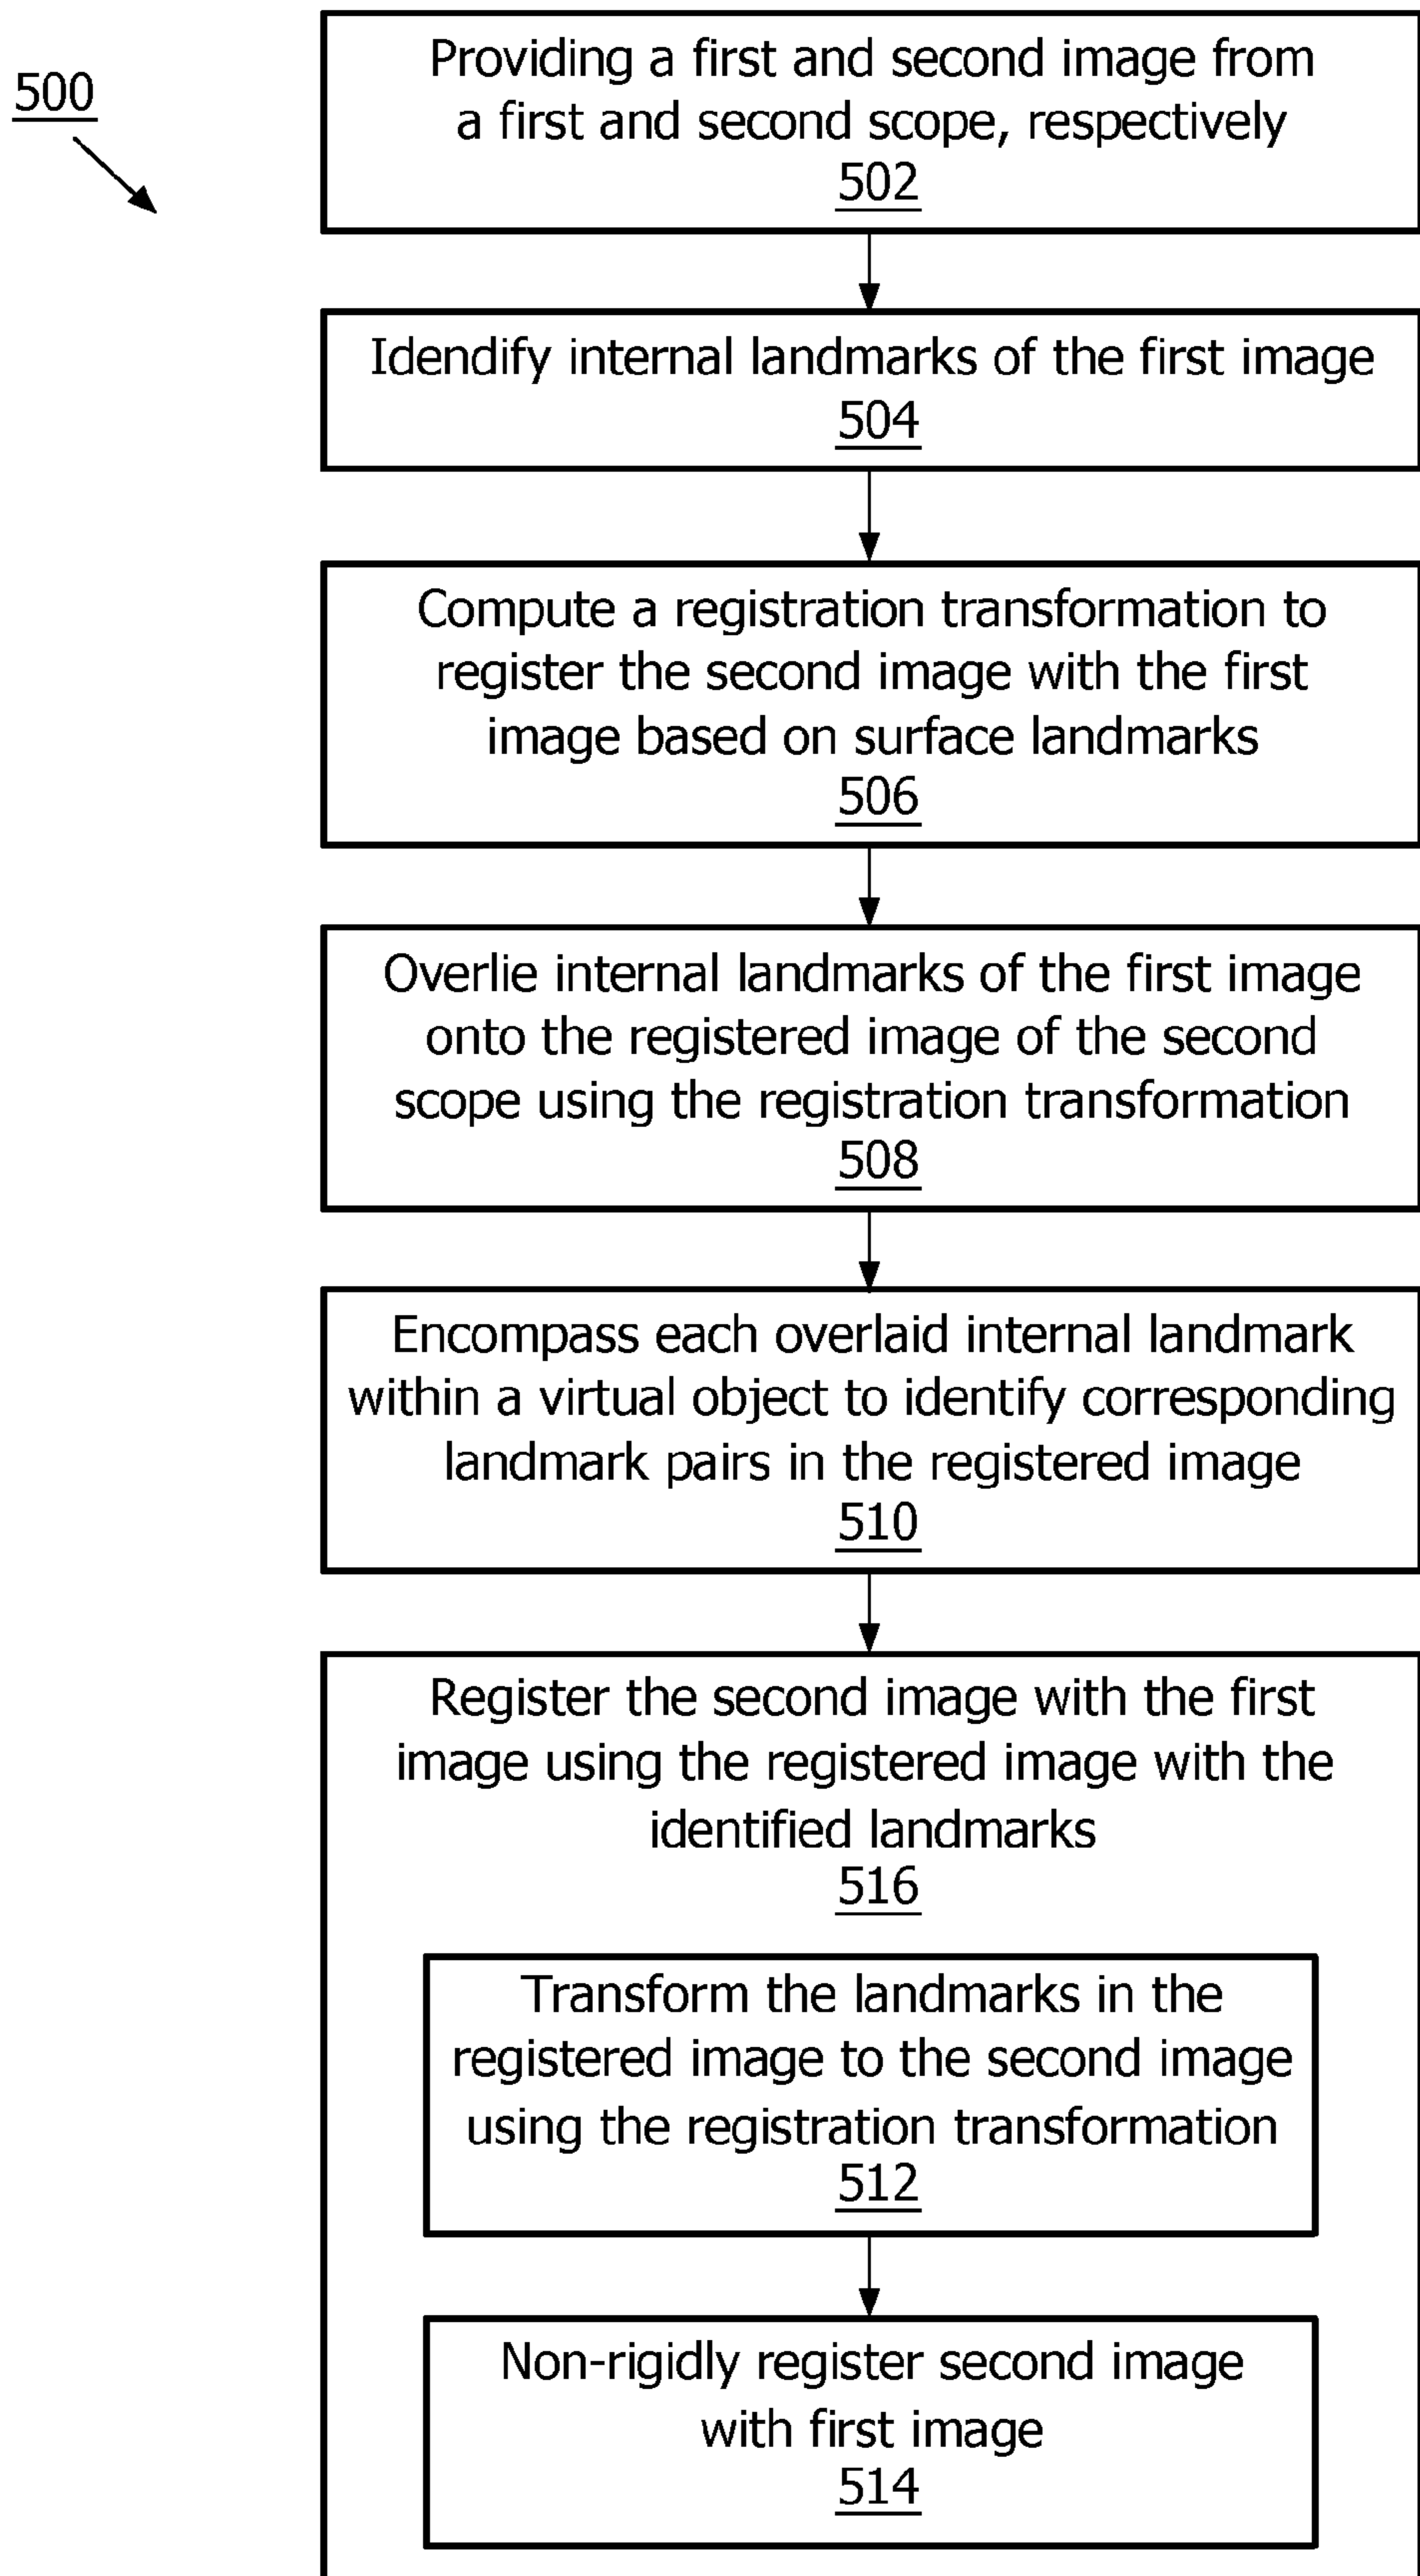 500
Providing a first and second image from
a first and second scope, respectively
502
Idendify internal landmarks of the first image
504
Compute a registration transformation to
register the second image with the first
image based on surface landmarks
506
Overlie internal landmarks of the first image
onto the registered image of the second
scope using the registration transformation
508
Encompass each overlaid internal landmark
within a virtual object to identify corresponding
landmark pairs in the registered image
510
Register the second image with the first
image using the registered image with the
identified landmarks
516
Transform the landmarks in the
registered image to the second image
using the registration transformation
512
Non-rigidly register second image
with first image
514